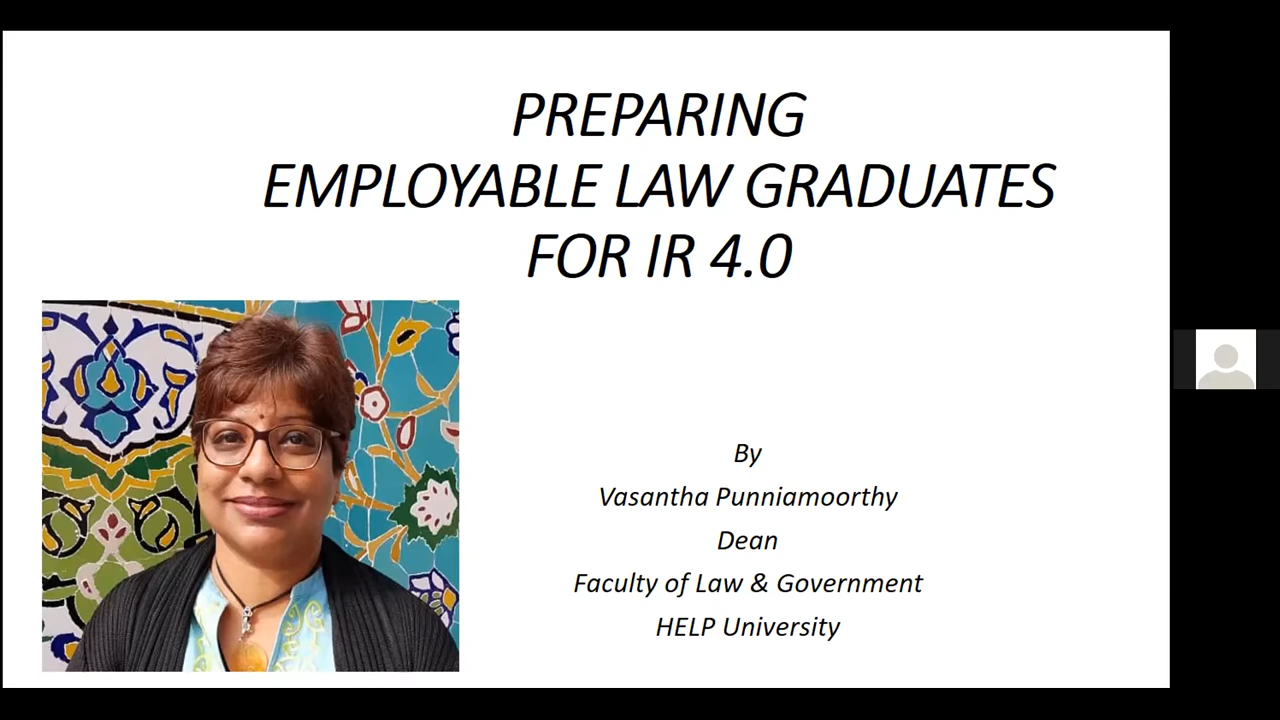 PREPARING
EMPLOYABLE LAW GRADUATES
FOR IR 4.0
By
Vasantha Punniamoorthy
Dean
Faculty of Law & Government
HELP University